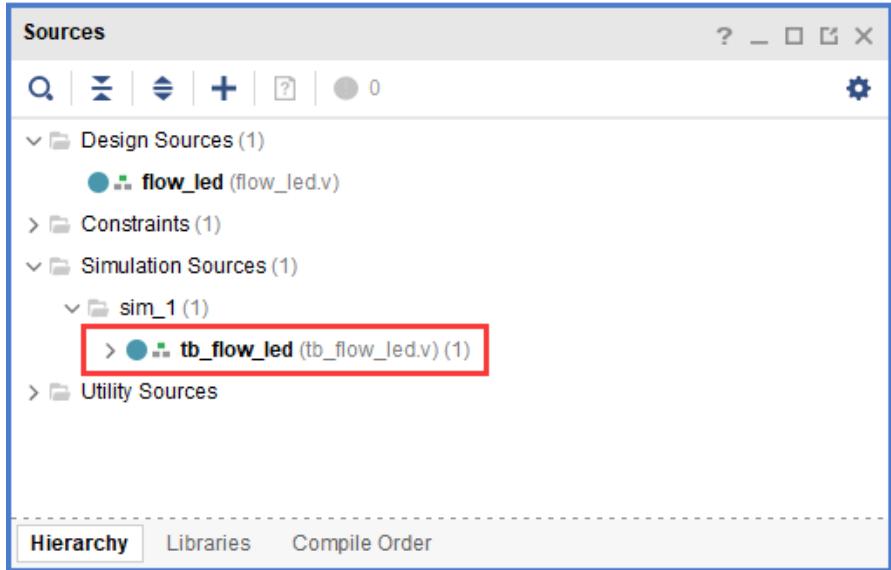 Sources
? 0
Design Sources (1)
flow_led (flow_led.v)
Constraints (1)
Simulation Sources (1)
sim_1 (1)
tb_flow_led (tb_flow_led.v) (1)
Utility Sources
Hierarchy Libraries Compile Order